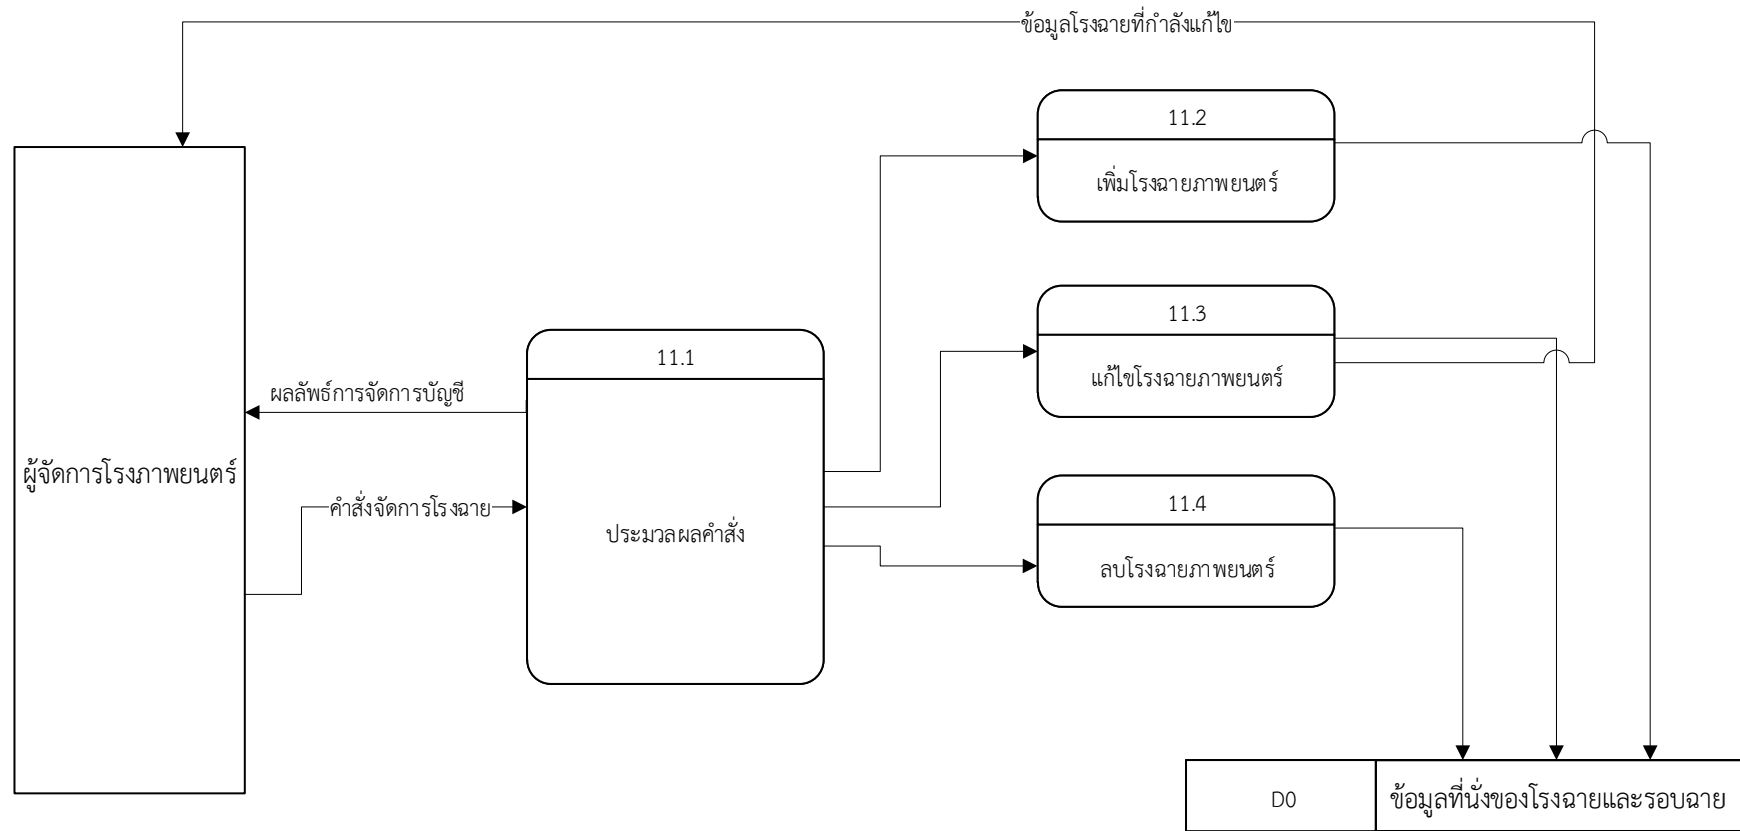 ข้อมูลโรงฉายที่กำลังแก้ไข
11.2
เพิ่มโรงฉายภาพยนตร์
11.3
แก้ไขโรงฉายภาพยนตร์
11.1
ผลลัพธ์การจัดการบัญชี
ผู้จัดการโรงภาพยนตร์
คำสั่งจัดการโรงฉาย
ประมวลผลคำสั่ง
11.4
ลบโรงฉายภาพยนตร์
D0
ข้อมูลที่นั่งของโรงฉายและรอบฉาย